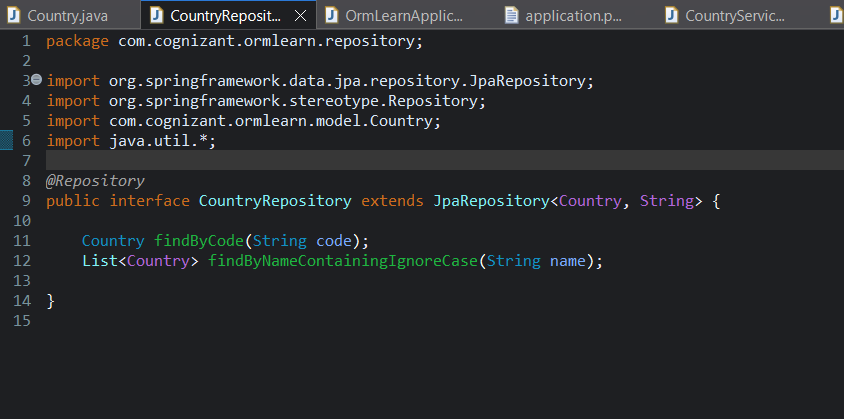 Country.java
CountryReposit...
OrmLearnApplic...
application.p...
CountryServic...
1 package com.cognizant.ormlearn.repository;
2
3 import org.springframework.data.jpa.repository.JpaRepository;
4 import org.springframework.stereotype.Repository;
5 import com.cognizant.ormlearn.model.Country;
6 import java.util.*;
7
8 @Repository
9 public interface CountryRepository extends JpaRepository<Country, String> {
10
11     Country findByCode(String code);
12     List<Country> findByNameContainingIgnoreCase(String name);
13
14 }
15